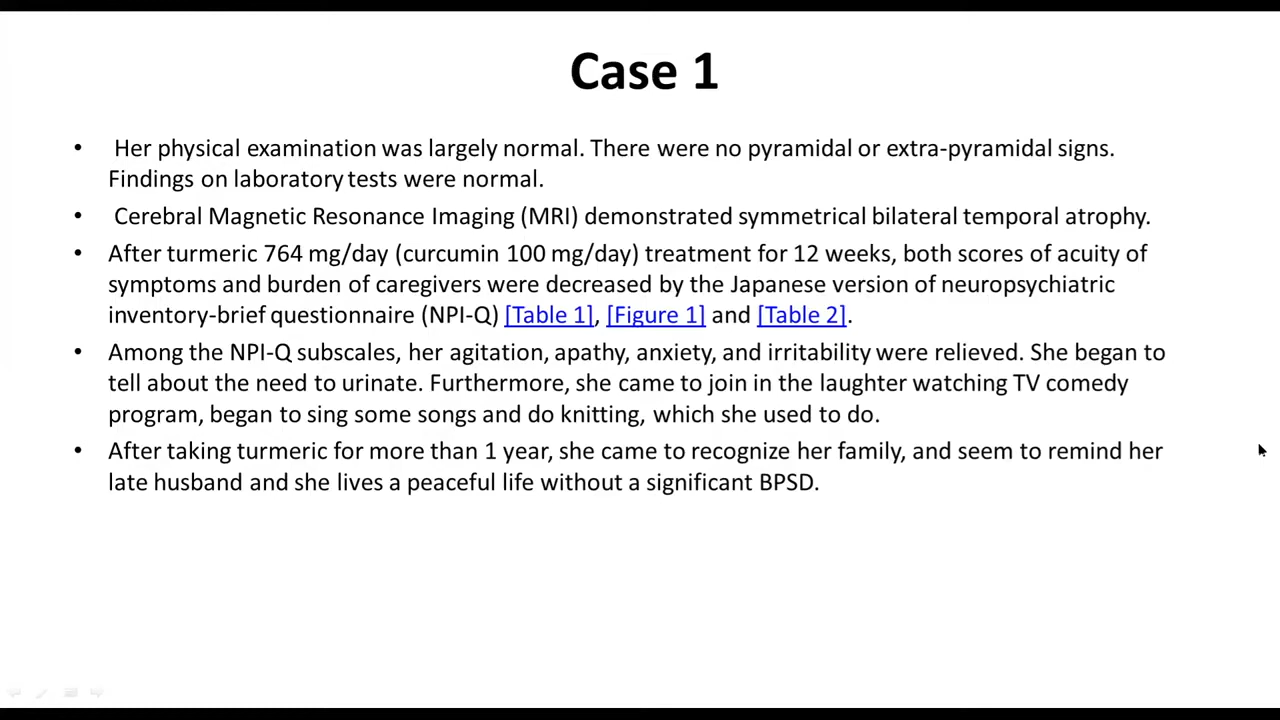 Case 1
• Her physical examination was largely normal. There were no pyramidal or extra-pyramidal signs.
Findings on laboratory tests were normal.
• Cerebral Magnetic Resonance Imaging (MRI) demonstrated symmetrical bilateral temporal atrophy.
• After turmeric 764 mg/day (curcumin 100 mg/day) treatment for 12 weeks, both scores of acuity of
symptoms and burden of caregivers were decreased by the Japanese version of neuropsychiatric
inventory-brief questionnaire (NPI-Q) [Table 1], [Figure 1] and [Table 2].
• Among the NPI-Q subscales, her agitation, apathy, anxiety, and irritability were relieved. She began to
tell about the need to urinate. Furthermore, she came to join in the laughter watching TV comedy
program, began to sing some songs and do knitting, which she used to do.
• After taking turmeric for more than 1 year, she came to recognize her family, and seem to remind her
late husband and she lives a peaceful life without a significant BPSD.